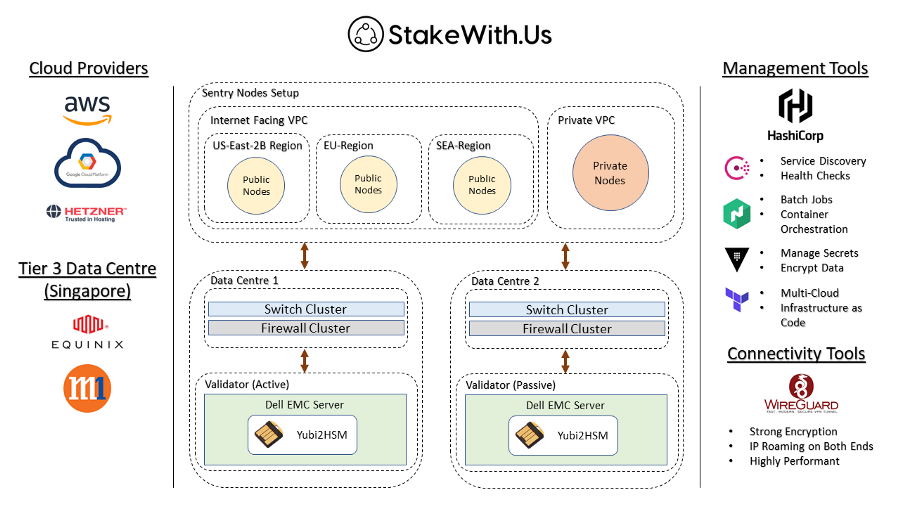 StakeWith.Us
Cloud Providers
aws
Google Cloud Platform
HETZNER
Trusted in Hosting
Tier 3 Data Centre
(Singapore)
EQUINIX
m1
Sentry Nodes Setup
Internet Facing VPC
US-East-2B Region
Public
Nodes
EU-Region
Public
Nodes
SEA-Region
Public
Nodes
Private VPC
Private
Nodes
Data Centre 1
Switch Cluster
Firewall Cluster
Validator (Active)
Dell EMC Server
Yubi2HSM
Data Centre 2
Switch Cluster
Firewall Cluster
Validator (Passive)
Dell EMC Server
Yubi2HSM
Management Tools
HashiCorp
• Service Discovery
• Health Checks
• Batch Jobs
• Container
Orchestration
• Manage Secrets
• Encrypt Data
• Multi-Cloud
Infrastructure as
Code
Connectivity Tools
WIREGUARD
FAST, MODERN, SECURE VPN TUNNEL
• Strong Encryption
• IP Roaming on Both Ends
• Highly Performant